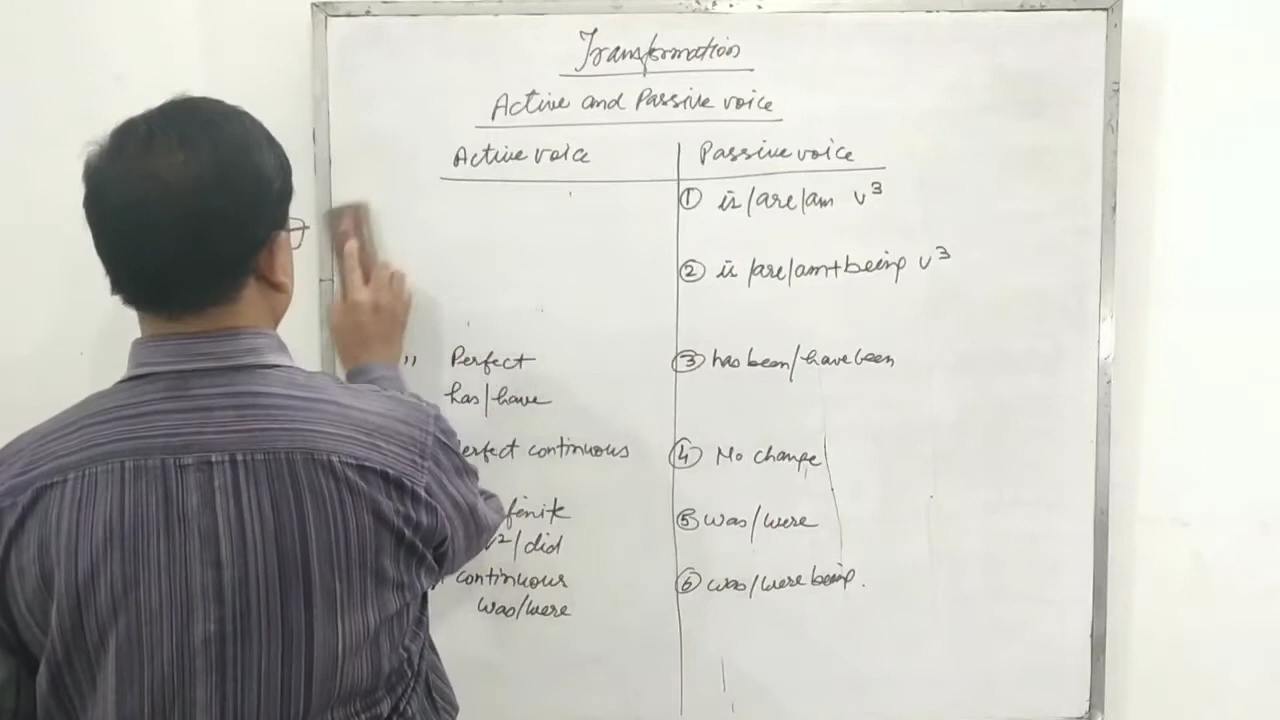 Transformation
Active and Passive voice
Active voice
Passive voice
① is/are/am v³
② is/are/am+being v³
" Perfect
has/have
③ has been/have been
erfect continuous
④ No change
finite
v²/did
⑤ was/were
continuous
was/were
⑥ was/were being.